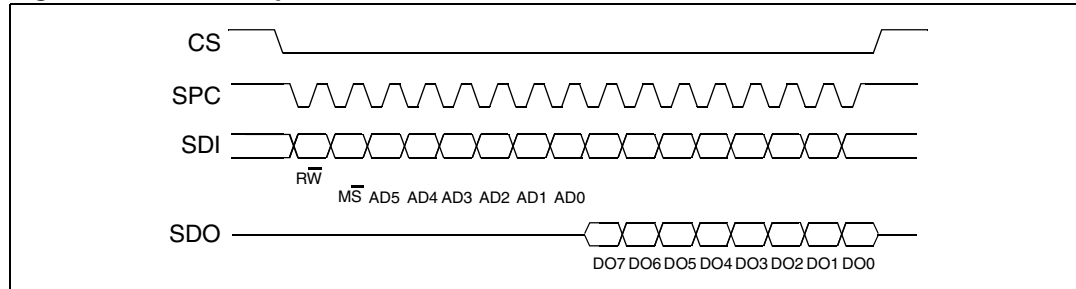 CS
SPC
SDI
RW̅
MS̅ AD5 AD4 AD3 AD2 AD1 AD0
SDO
DO7 DO6 DO5 DO4 DO3 DO2 DO1 DO0